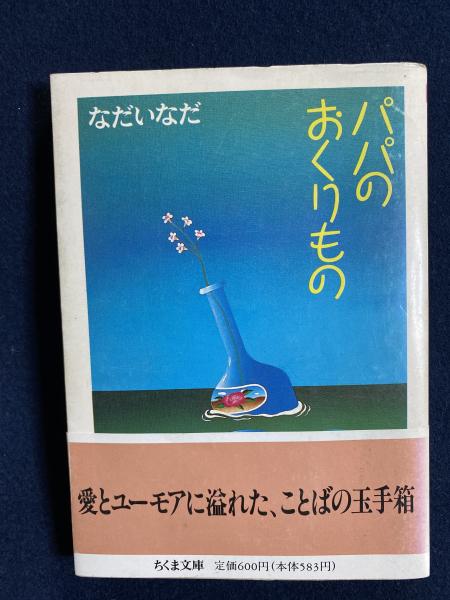 パパの
おくりもの
なだいなだ
愛とユーモアに溢れた、ことばの玉手箱
ちくま文庫 定価600円(本体583円)